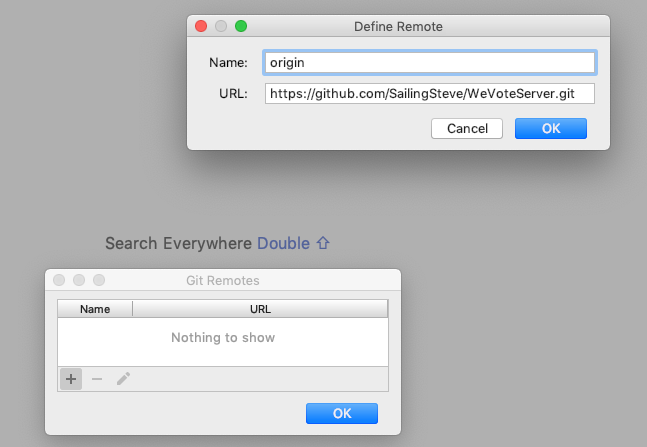 Define Remote
Name: origin
URL: https://github.com/SailingSteve/WeVoteServer.git
Cancel OK
Search Everywhere Double ⇧
Git Remotes
Name URL
Nothing to show
OK